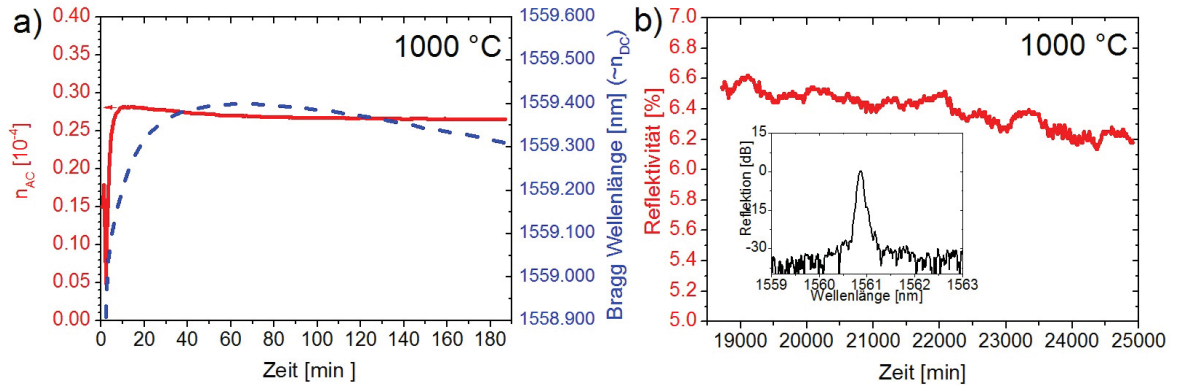 a)
1000 °C
0.40
0.35
0.30
0.25
0.20
0.15
0.10
0.05
0.00
n_AC [10^-4]
0 20 40 60 80 100 120 140 160 180
Zeit [min ]
1559.600
1559.500
1559.400
1559.300
1559.200
1559.100
1559.000
1558.900
Bragg Wellenlänge [nm] (~n_DC)
b)
1000 °C
7.0
6.8
6.6
6.4
6.2
6.0
5.8
5.6
5.4
5.2
5.0
Reflektivität [%]
15
0
-15
-30
Reflektion [dB]
1559 1560 1561 1562 1563
Wellenlänge [nm]
19000 20000 21000 22000 23000 24000 25000
Zeit [min]